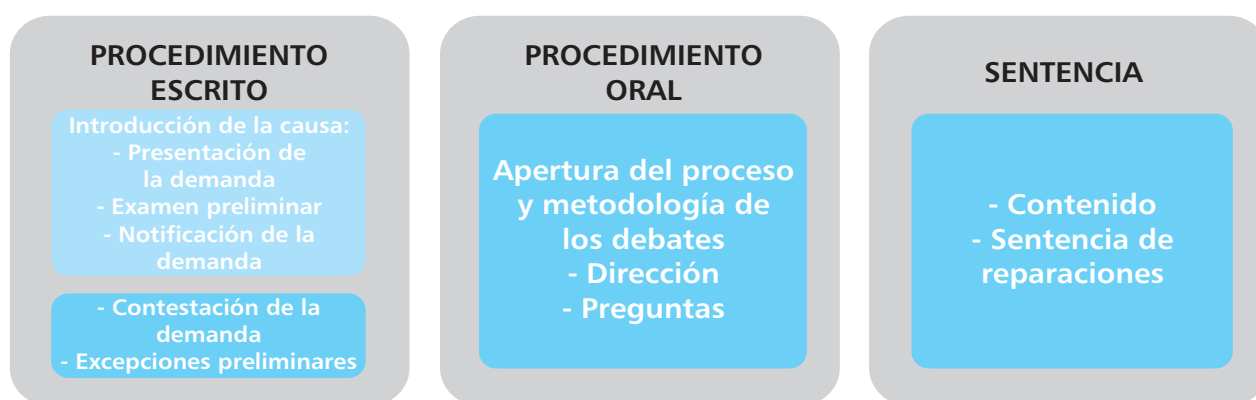 PROCEDIMIENTO
ESCRITO
Introducción de la causa:
- Presentación de
la demanda
- Examen preliminar
- Notificación de la
demanda
- Contestación de la
demanda
- Excepciones preliminares
PROCEDIMIENTO
ORAL
Apertura del proceso
y metodología de
los debates
- Dirección
- Preguntas
SENTENCIA
- Contenido
- Sentencia de
reparaciones